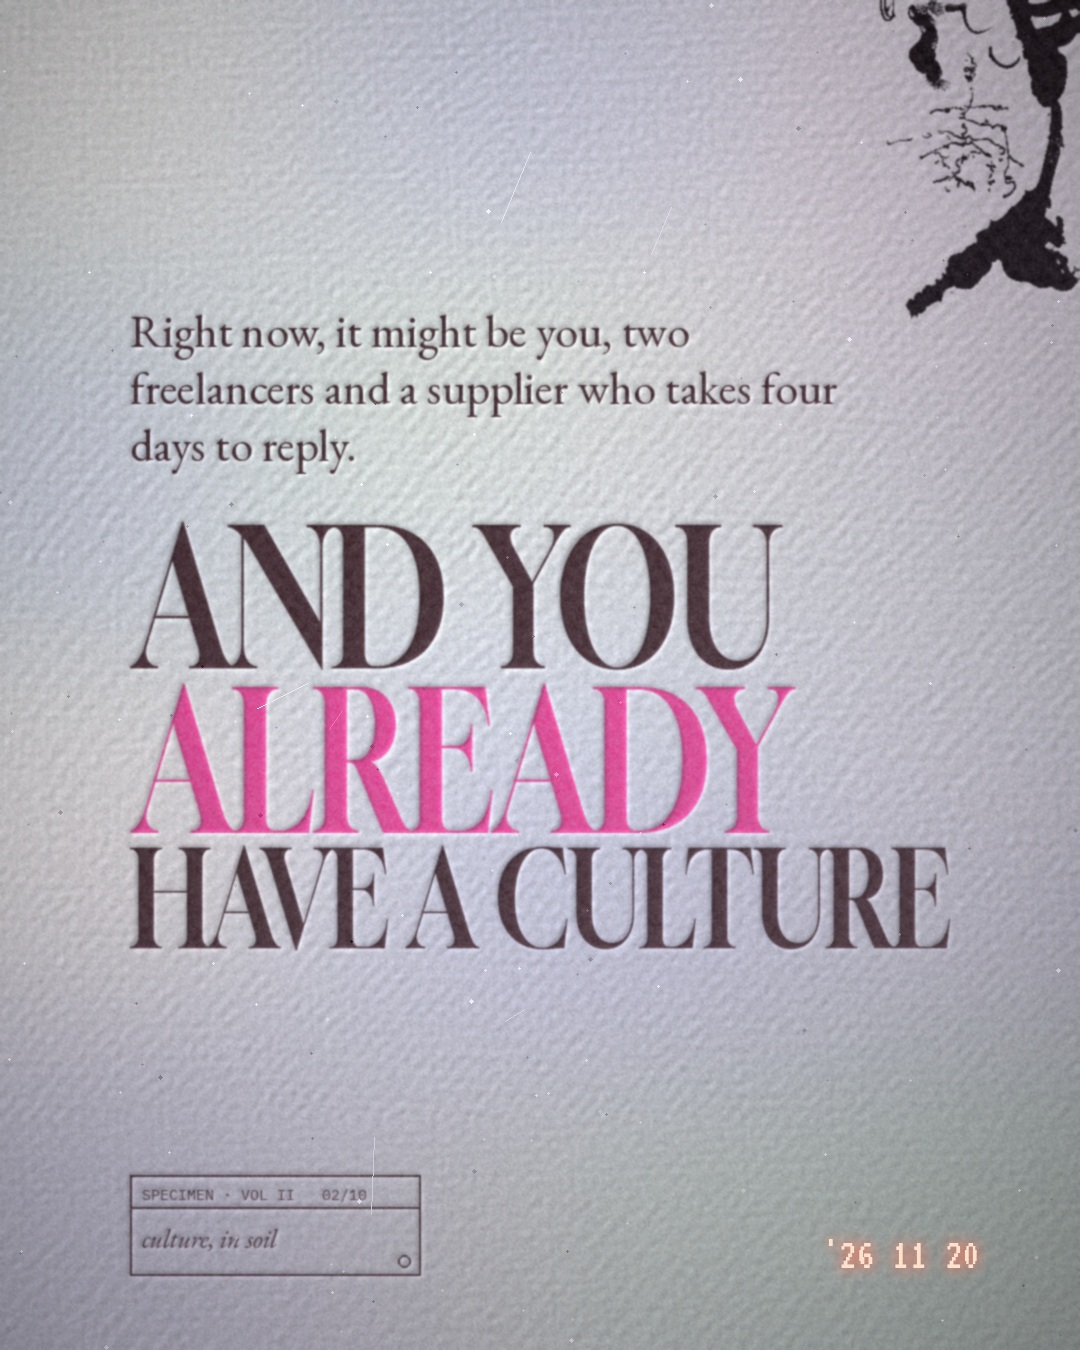 Right now, it might be you, two
freelancers and a supplier who takes four
days to reply.
AND YOU
ALREADY
HAVE A CULTURE
SPECIMEN · VOL II 02/10
culture, in soil
'26 11 20